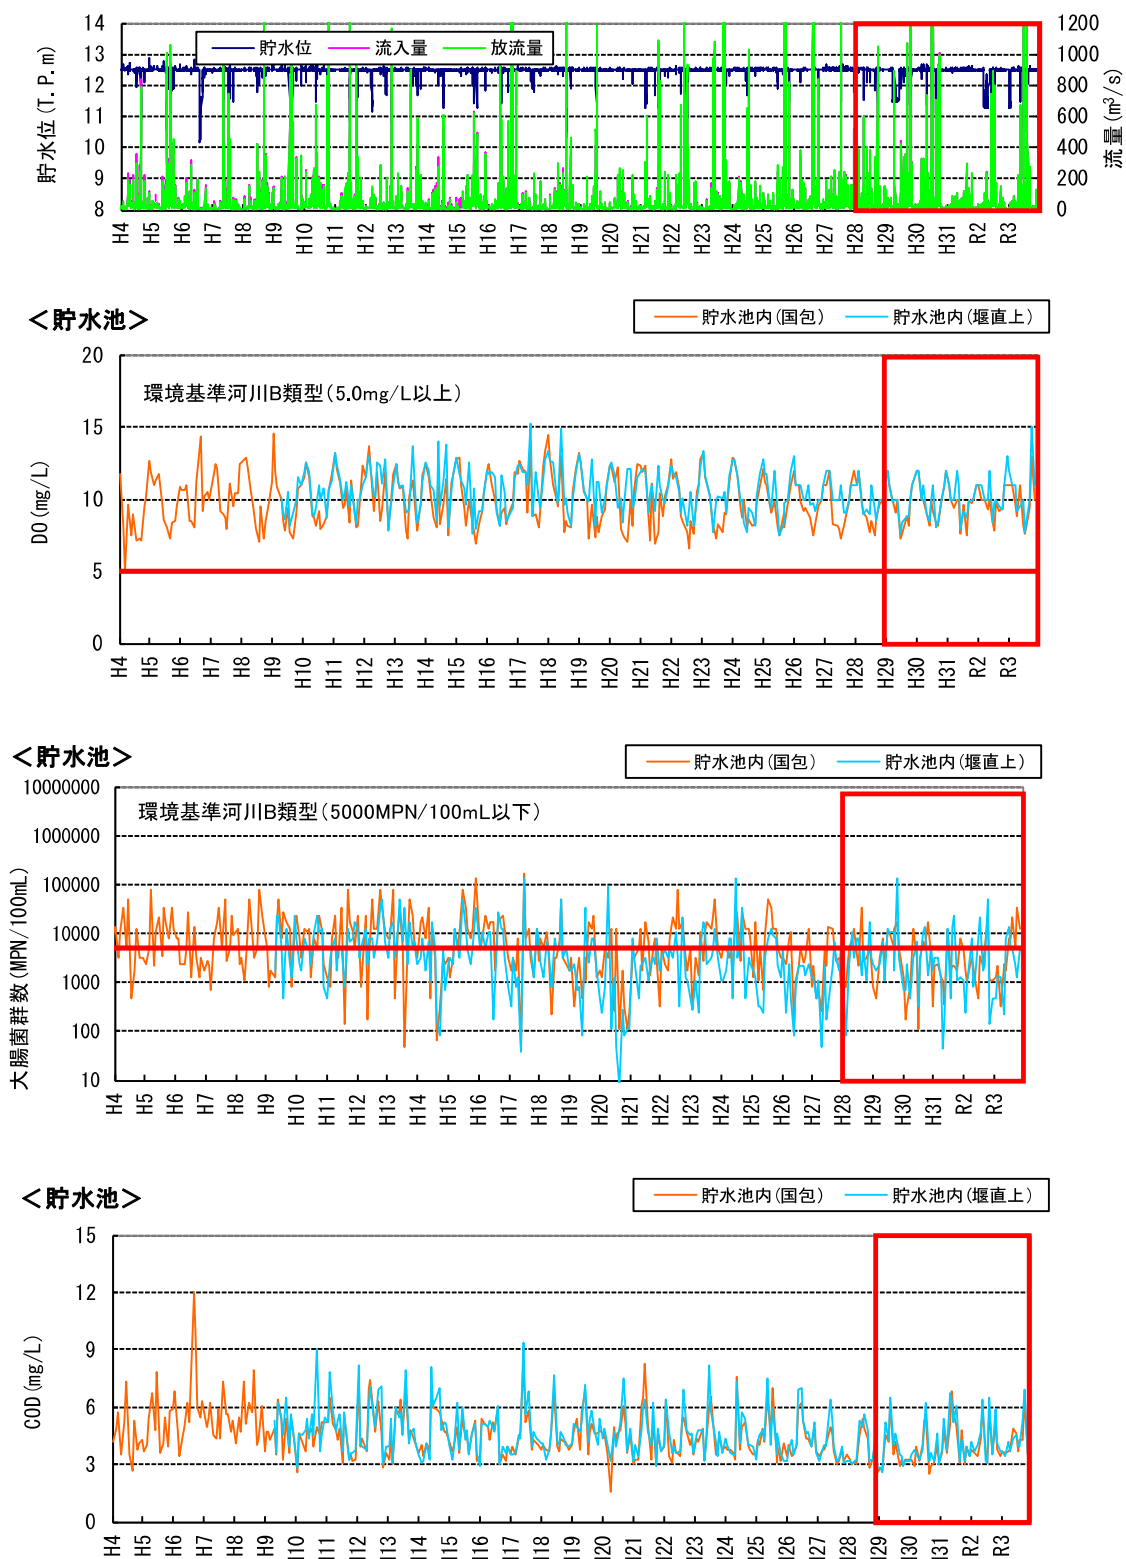 貯水位 流入量 放流量
貯水位(T.P.m)
14
13
12
11
10
9
8
流量(m³/s)
1200
1000
800
600
400
200
0
H4 H5 H6 H7 H8 H9 H10 H11 H12 H13 H14 H15 H16 H17 H18 H19 H20 H21 H22 H23 H24 H25 H26 H27 H28 H29 H30 H31 R2 R3
＜貯水池＞
貯水池内(国包) 貯水池内(堰直上)
環境基準河川B類型(5.0mg/L以上)
DO(mg/L)
20
15
10
5
0
H4 H5 H6 H7 H8 H9 H10 H11 H12 H13 H14 H15 H16 H17 H18 H19 H20 H21 H22 H23 H24 H25 H26 H27 H28 H29 H30 H31 R2 R3
＜貯水池＞
貯水池内(国包) 貯水池内(堰直上)
環境基準河川B類型(5000MPN/100mL以下)
大腸菌群数(MPN/100mL)
10000000
1000000
100000
10000
1000
100
10
H4 H5 H6 H7 H8 H9 H10 H11 H12 H13 H14 H15 H16 H17 H18 H19 H20 H21 H22 H23 H24 H25 H26 H27 H28 H29 H30 H31 R2 R3
＜貯水池＞
貯水池内(国包) 貯水池内(堰直上)
COD(mg/L)
15
12
9
6
3
0
H4 H5 H6 H7 H8 H9 H10 H11 H12 H13 H14 H15 H16 H17 H18 H19 H20 H21 H22 H23 H24 H25 H26 H27 H28 H29 H30 H31 R2 R3